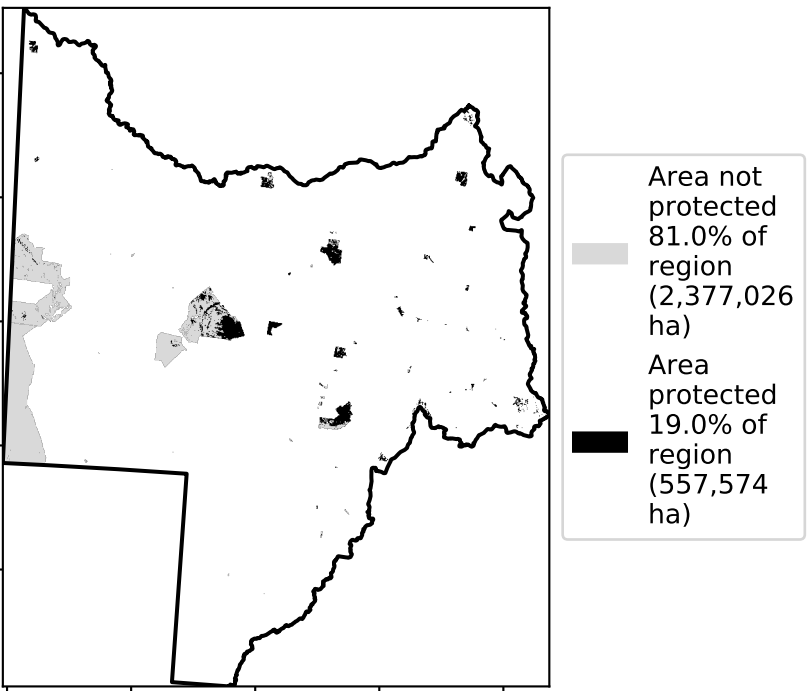 Area not
protected
81.0% of
region
(2,377,026
ha)
Area
protected
19.0% of
region
(557,574
ha)